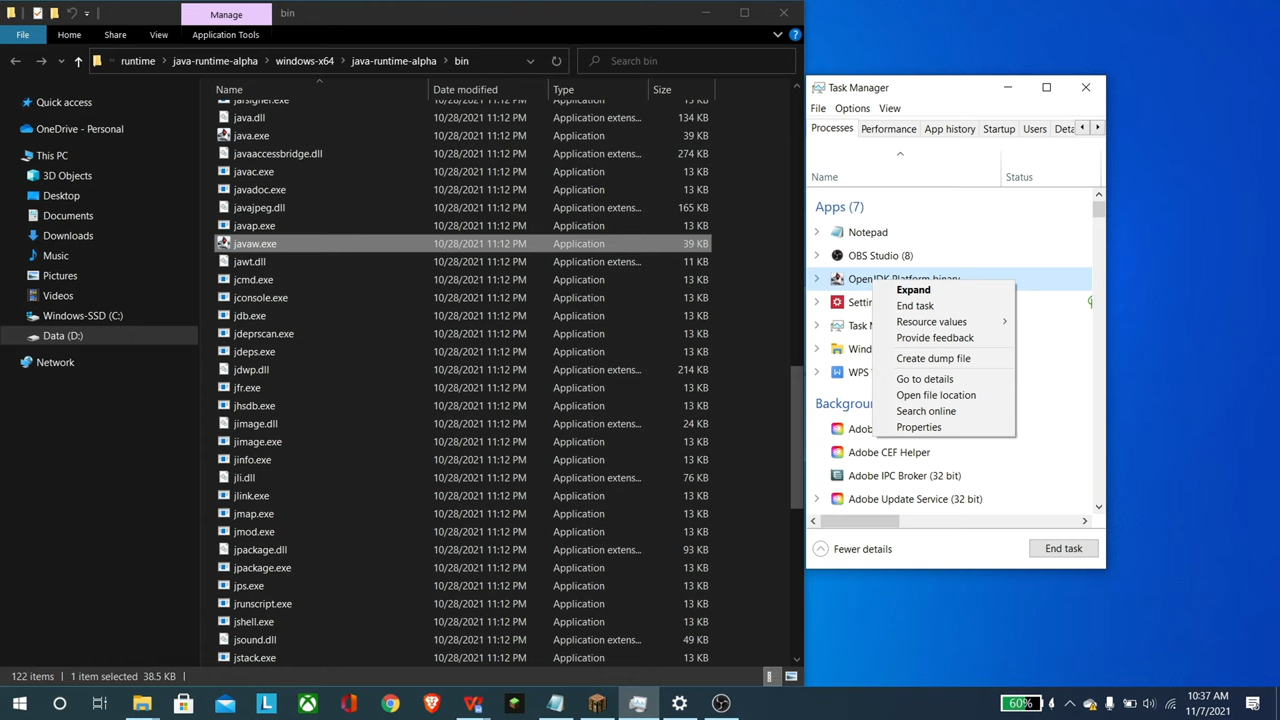 Manage
bin
File
Home
Share
View
Application Tools
runtime
java-runtime-alpha
windows-x64
java-runtime-alpha
bin
Search bin
Name
Date modified
Type
Size
Quick access
OneDrive - Personal
This PC
3D Objects
Desktop
Documents
Downloads
Music
Pictures
Videos
Windows-SSD (C:)
Data (D:)
Network
jarsigner.exe 10/28/2021 11:12 PM Application 13 KB
java.dll 10/28/2021 11:12 PM Application extens... 134 KB
java.exe 10/28/2021 11:12 PM Application 39 KB
javaaccessbridge.dll 10/28/2021 11:12 PM Application extens... 274 KB
javac.exe 10/28/2021 11:12 PM Application 13 KB
javadoc.exe 10/28/2021 11:12 PM Application 13 KB
javajpeg.dll 10/28/2021 11:12 PM Application extens... 165 KB
javap.exe 10/28/2021 11:12 PM Application 13 KB
javaw.exe 10/28/2021 11:12 PM Application 39 KB
jawt.dll 10/28/2021 11:12 PM Application extens... 11 KB
jcmd.exe 10/28/2021 11:12 PM Application 13 KB
jconsole.exe 10/28/2021 11:12 PM Application 13 KB
jdb.exe 10/28/2021 11:12 PM Application 13 KB
jdeprscan.exe 10/28/2021 11:12 PM Application 13 KB
jdeps.exe 10/28/2021 11:12 PM Application 13 KB
jdwp.dll 10/28/2021 11:12 PM Application extens... 214 KB
jfr.exe 10/28/2021 11:12 PM Application 13 KB
jhsdb.exe 10/28/2021 11:12 PM Application 13 KB
jimage.dll 10/28/2021 11:12 PM Application extens... 24 KB
jimage.exe 10/28/2021 11:12 PM Application 13 KB
jinfo.exe 10/28/2021 11:12 PM Application 13 KB
jli.dll 10/28/2021 11:12 PM Application extens... 76 KB
jlink.exe 10/28/2021 11:12 PM Application 13 KB
jmap.exe 10/28/2021 11:12 PM Application 13 KB
jmod.exe 10/28/2021 11:12 PM Application 13 KB
jpackage.dll 10/28/2021 11:12 PM Application extens... 93 KB
jpackage.exe 10/28/2021 11:12 PM Application 13 KB
jps.exe 10/28/2021 11:12 PM Application 13 KB
jrunscript.exe 10/28/2021 11:12 PM Application 13 KB
jshell.exe 10/28/2021 11:12 PM Application 13 KB
jsound.dll 10/28/2021 11:12 PM Application extens... 49 KB
jstack.exe 10/28/2021 11:12 PM Application 13 KB
122 items
1 item selected 38.5 KB
Task Manager
File Options View
Processes Performance App history Startup Users Deta
Name
Status
Apps (7)
Notepad
OBS Studio (8)
OpenJDK Platform binary
Settin
Task M
Wind
WPS
Backgroun
Adob
Adobe CEF Helper
Adobe IPC Broker (32 bit)
Adobe Update Service (32 bit)
Expand
End task
Resource values
Provide feedback
Create dump file
Go to details
Open file location
Search online
Properties
Fewer details
End task
60%
10:37 AM
11/7/2021